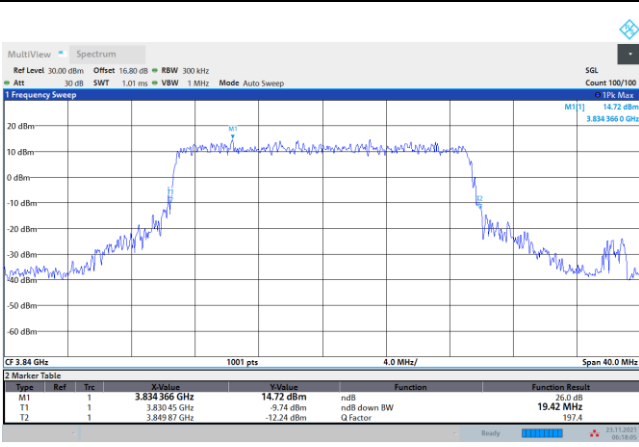 MultiView Spectrum
Ref Level 30.00 dBm Offset 16.80 dB RBW 300 kHz SGL
Att 30 dB SWT 1.01 ms VBW 1 MHz Mode Auto Sweep Count 100/100
1 Frequency Sweep 1Pk Max
M1[1] 14.72 dBm
3.834 366 0 GHz
M1
20 dBm
10 dBm
0 dBm
T1
-10 dBm
T2
-20 dBm
-30 dBm
-40 dBm
-50 dBm
-60 dBm
CF 3.84 GHz 1001 pts 4.0 MHz/ Span 40.0 MHz
2 Marker Table
Type Ref Trc X-Value Y-Value Function Function Result
M1 1 3.834 366 GHz 14.72 dBm ndB 26.0 dB
T1 1 3.830 45 GHz -9.74 dBm ndB down BW 19.42 MHz
T2 1 3.849 87 GHz -12.24 dBm Q Factor 197.4
Ready 23.11.2021
06:18:05